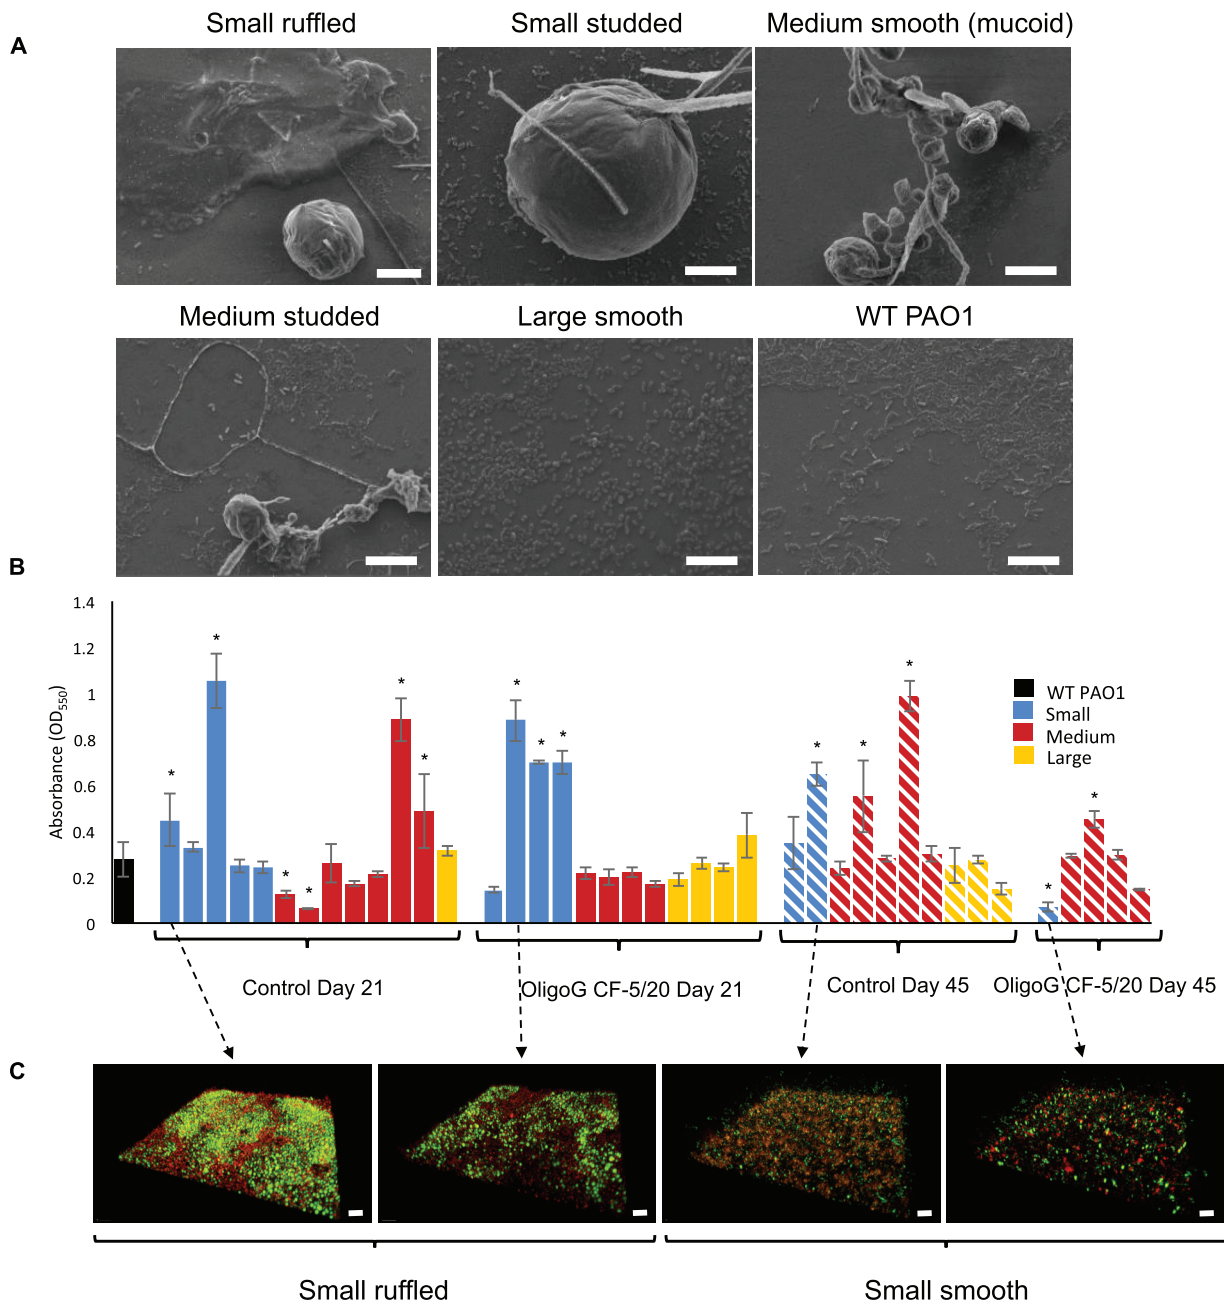 A
Small ruffled
Small studded
Medium smooth (mucoid)
Medium studded
Large smooth
WT PAO1
B
Absorbance (OD550)
1.4
1.2
1
0.8
0.6
0.4
0.2
0
* * * * * * * * * * * * * * *
WT PAO1
Small
Medium
Large
Control Day 21
OligoG CF-5/20 Day 21
Control Day 45
OligoG CF-5/20 Day 45
C
Small ruffled
Small smooth